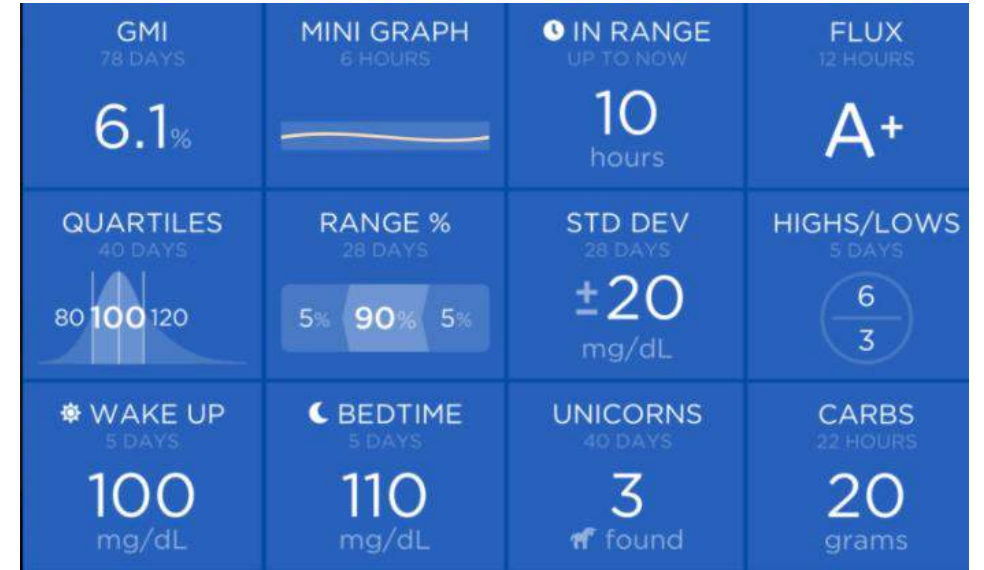 GMI
78 DAYS
6.1%
MINI GRAPH
6 HOURS
IN RANGE
UP TO NOW
10
hours
FLUX
12 HOURS
A+
QUARTILES
40 DAYS
80 100 120
RANGE %
28 DAYS
5% 90% 5%
STD DEV
28 DAYS
±20
mg/dL
HIGHS/LOWS
5 DAYS
6
3
WAKE UP
5 DAYS
100
mg/dL
BEDTIME
5 DAYS
110
mg/dL
UNICORNS
40 DAYS
3
found
CARBS
22 HOURS
20
grams